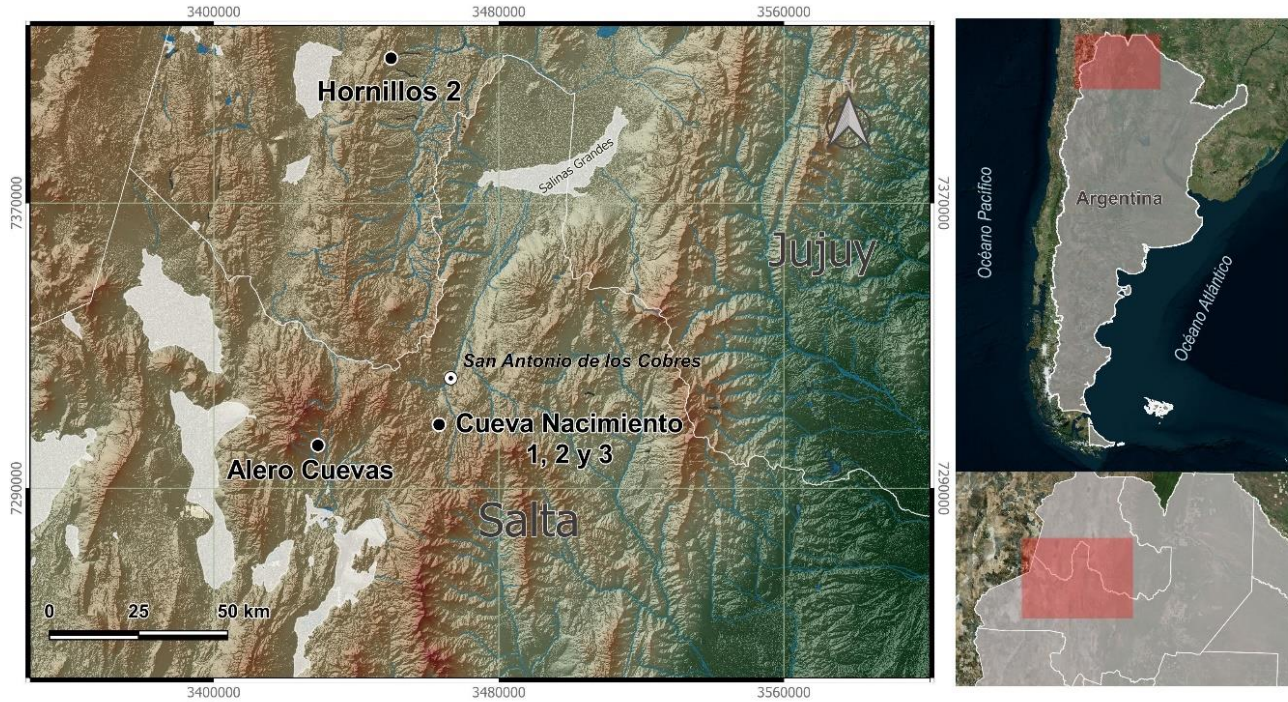 3400000
3480000
3560000
Hornillos 2
Salinas Grandes
7370000
7370000
Jujuy
San Antonio de los Cobres
Cueva Nacimiento
1, 2 y 3
Alero Cuevas
7290000
7290000
Salta
0 25 50 km
3400000
3480000
3560000
Argentina
Océano Pacífico
Océano Atlántico